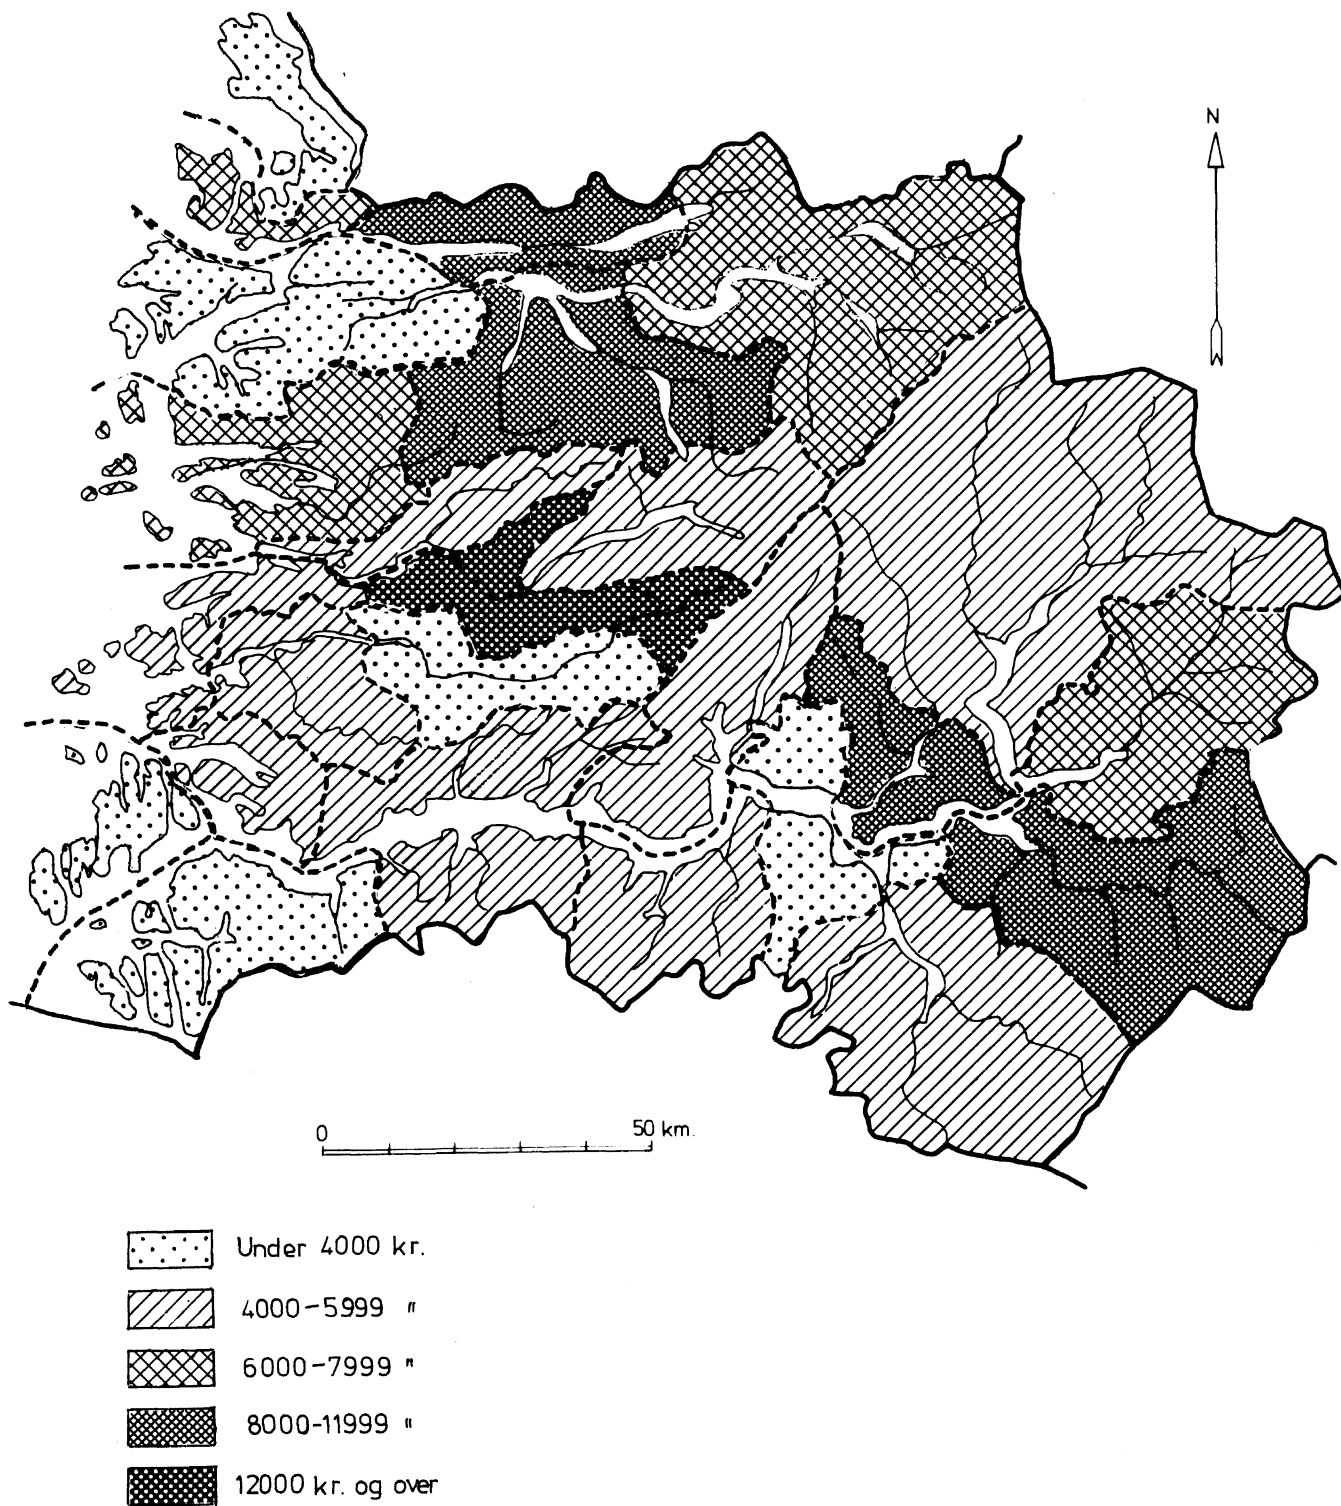 N
0 50 km.
Under 4000 kr.
4000-5999 "
6000-7999 "
8000-11999 "
12000 kr. og over